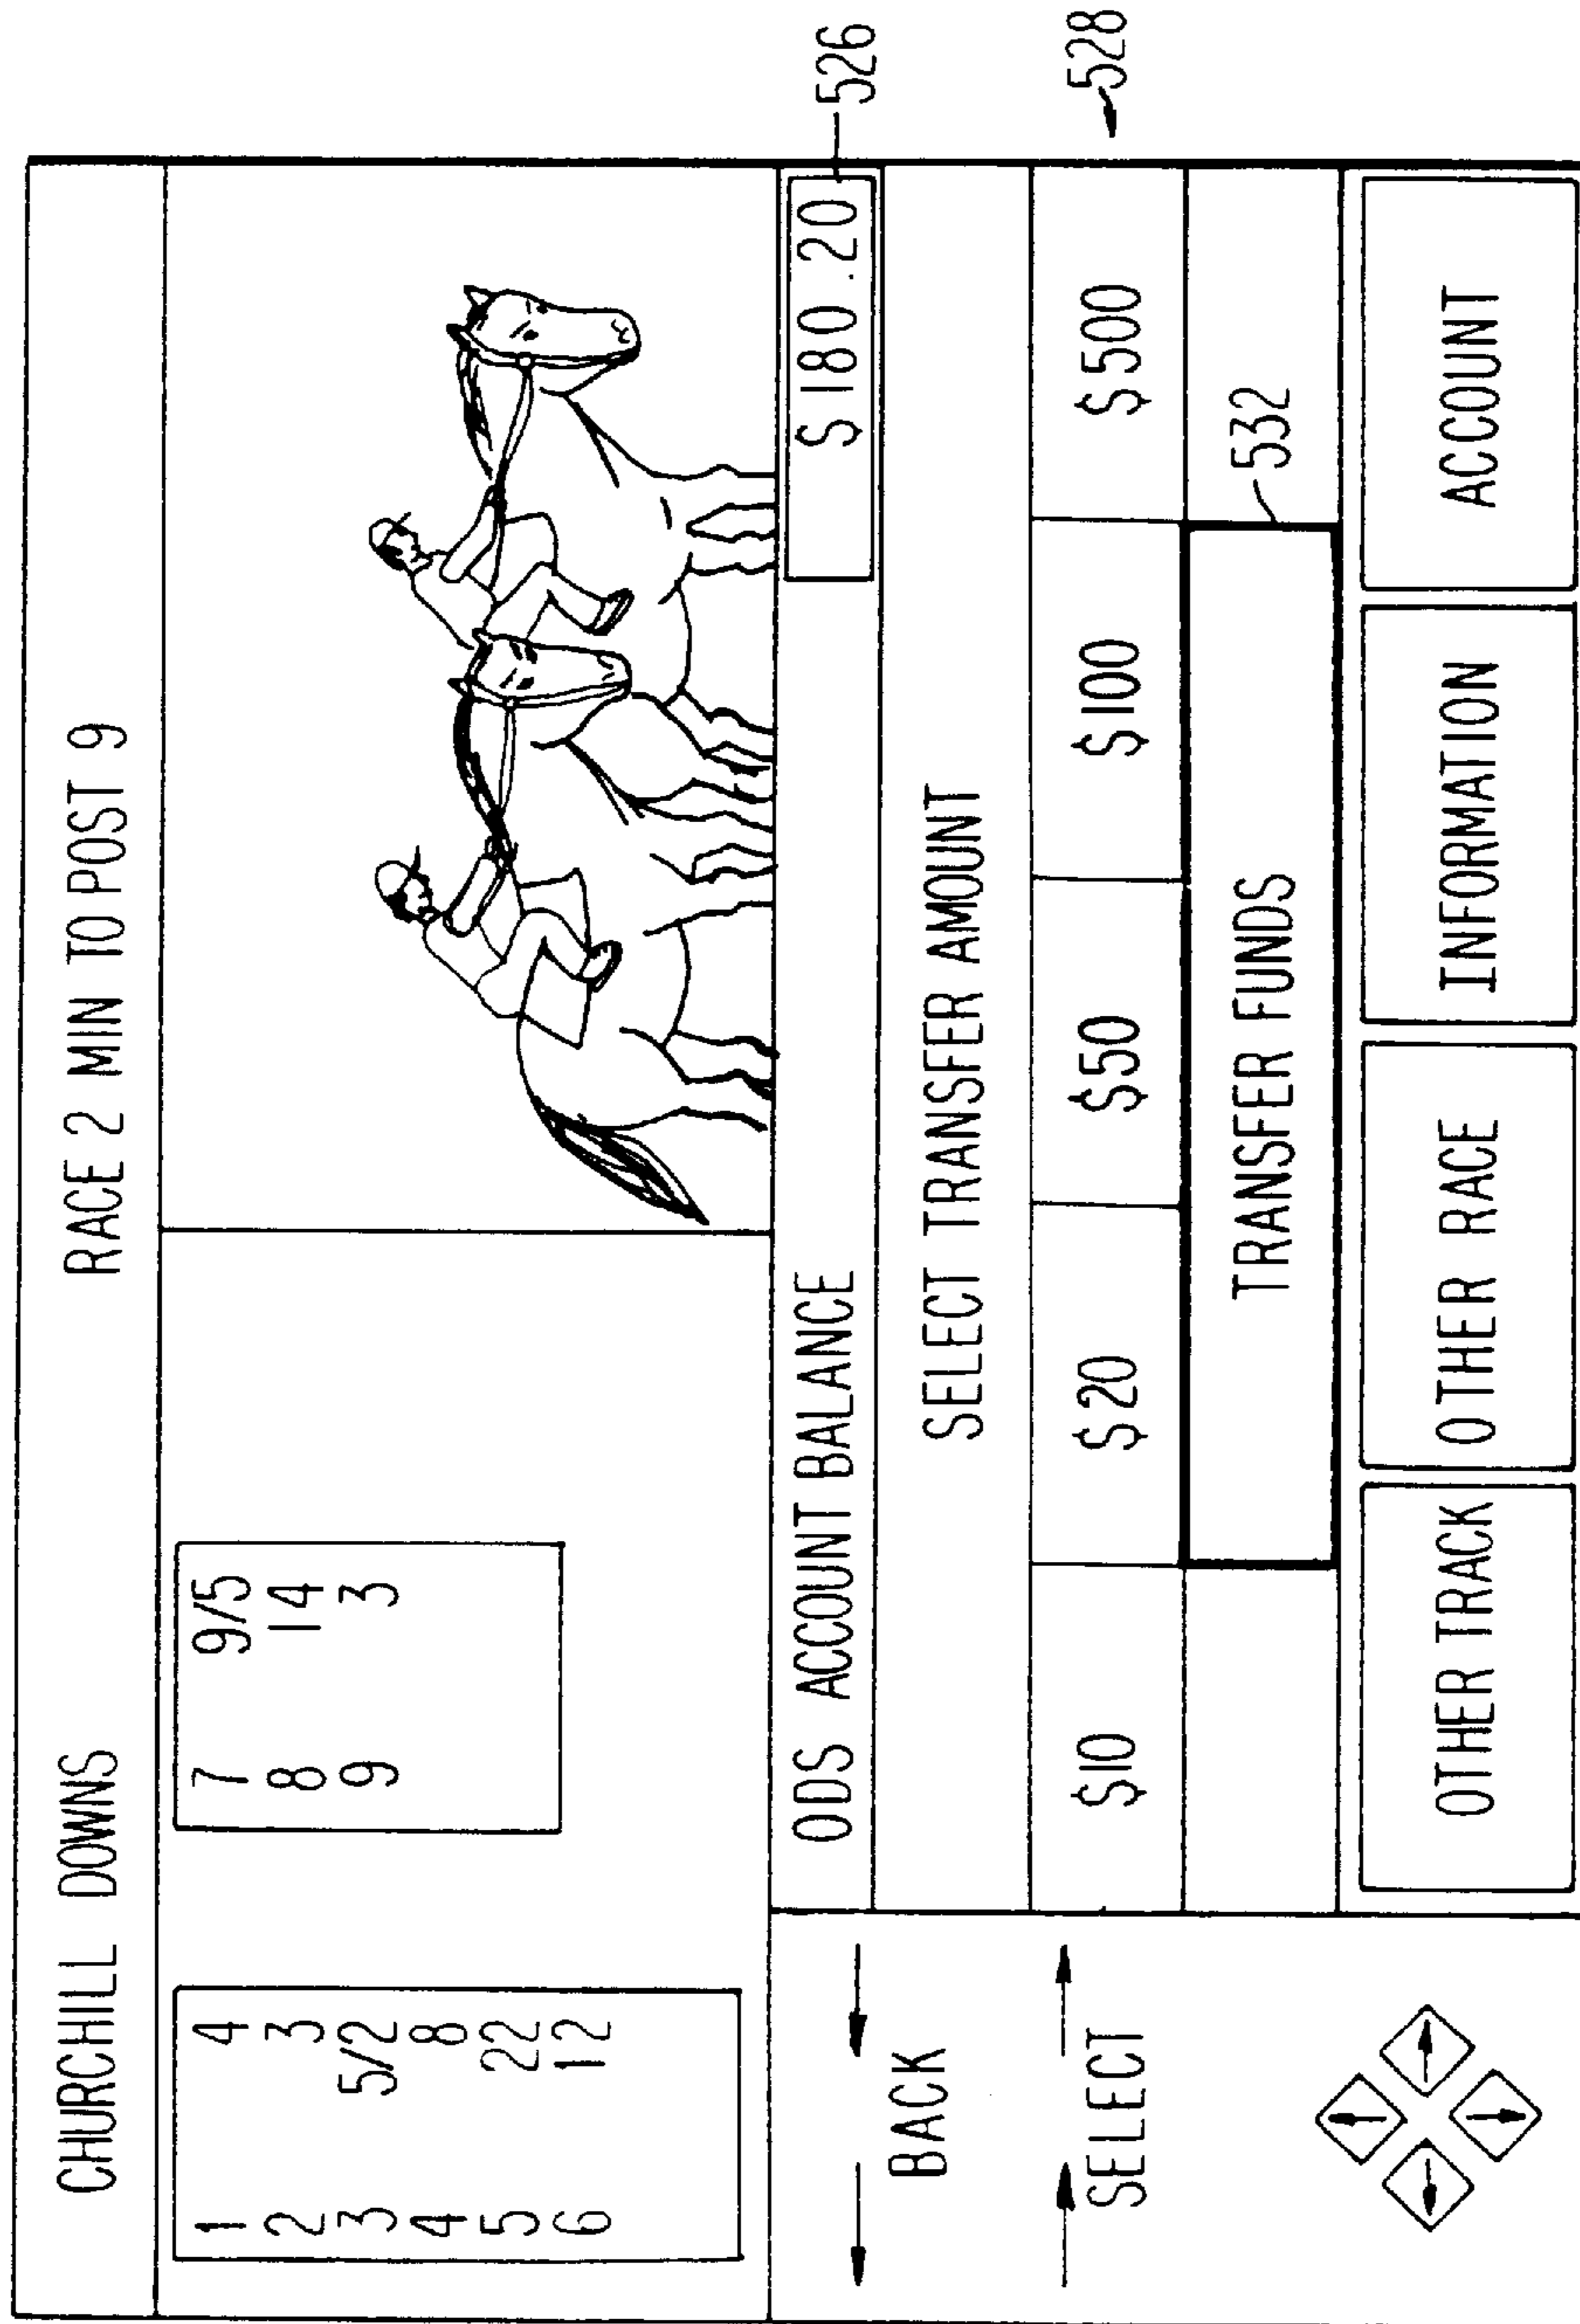 CHURCHILL DOWNS RACE 2 MIN TO POST 9
1 4 7 9/5
2 3 8 14
3 5/2 9 3
4 8
5 22
6 12
ODS ACCOUNT BALANCE $180.20 526
BACK
SELECT TRANSFER AMOUNT
SELECT
$10 $20 $50 $100 $500 528
TRANSFER FUNDS 532
OTHER TRACK OTHER RACE INFORMATION ACCOUNT